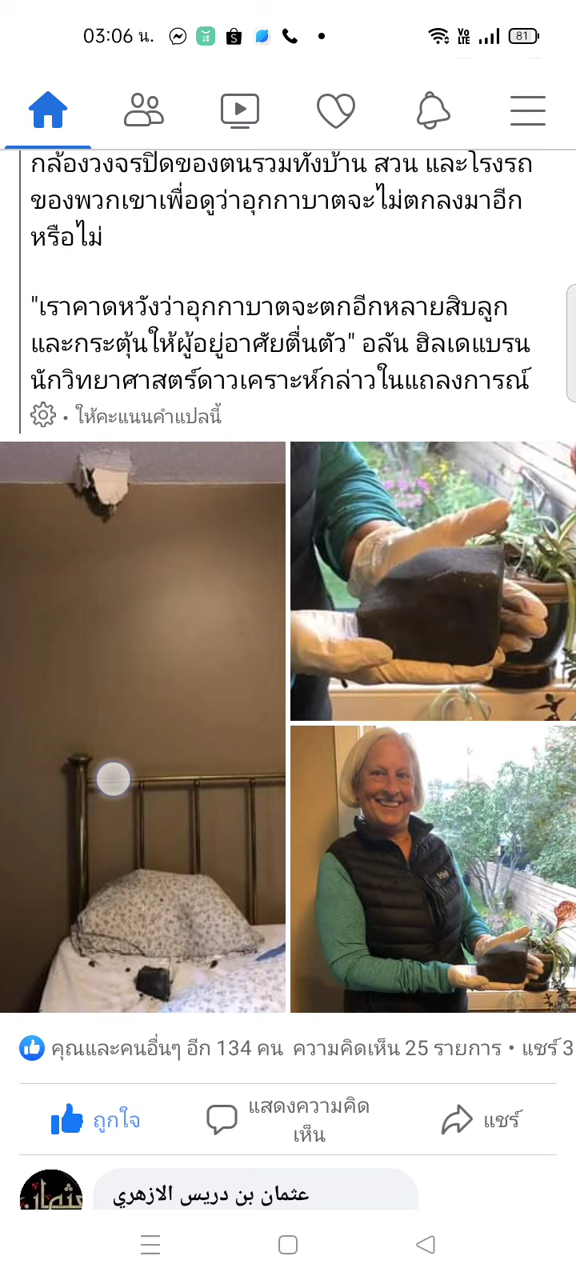 03:06 น.
VO LTE
81
กล้องวงจรปิดของตนรวมทั้งบ้าน สวน และโรงรถ
ของพวกเขาเพื่อดูว่าอุกกาบาตจะไม่ตกลงมาอีก
หรือไม่
"เราคาดหวังว่าอุกกาบาตจะตกอีกหลายสิบลูก
และกระตุ้นให้ผู้อยู่อาศัยตื่นตัว" อลัน ฮิลเดแบรน
นักวิทยาศาสตร์ดาวเคราะห์กล่าวในแถลงการณ์
• ให้คะแนนคำแปลนี้
HH
คุณและคนอื่นๆ อีก 134 คน ความคิดเห็น 25 รายการ • แชร์ 3
ถูกใจ
แสดงความคิด
เห็น
แชร์
عثمان بن دريس الازهري